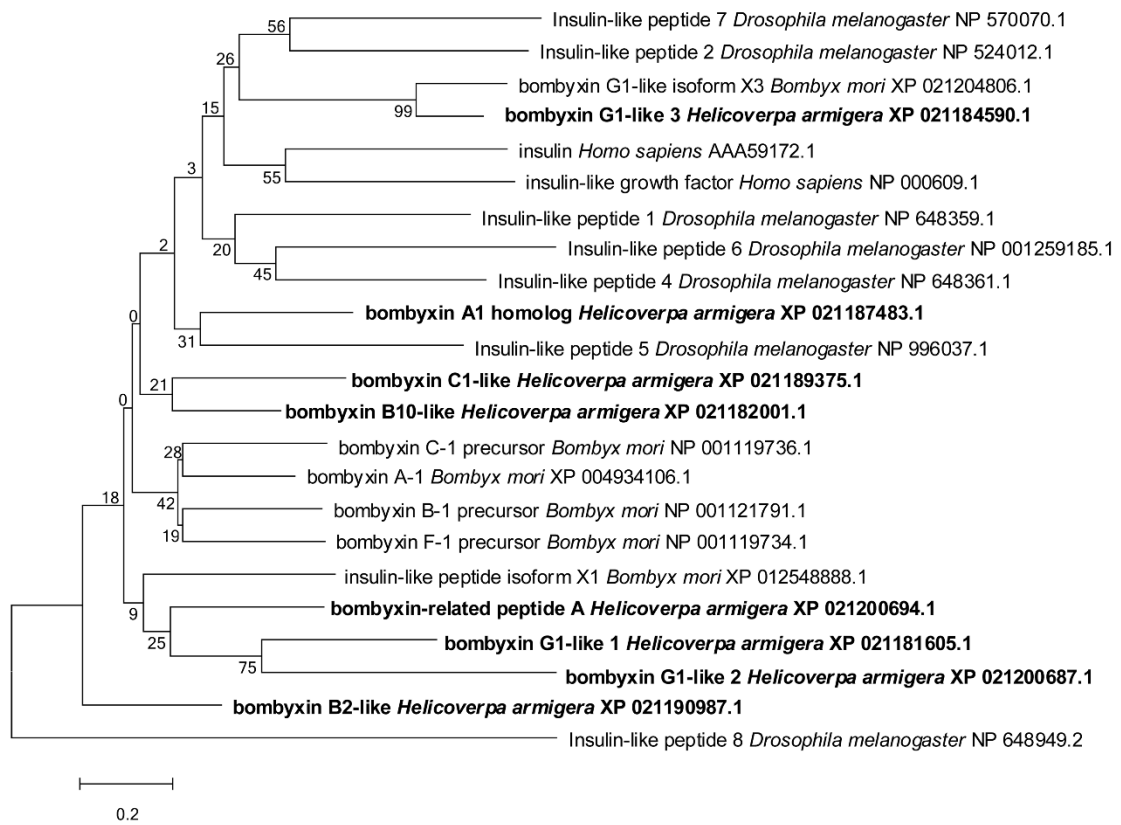 56 Insulin-like peptide 7 Drosophila melanogaster NP 570070.1
Insulin-like peptide 2 Drosophila melanogaster NP 524012.1
26
bombyxin G1-like isoform X3 Bombyx mori XP 021204806.1
99
15
bombyxin G1-like 3 Helicoverpa armigera XP 021184590.1
insulin Homo sapiens AAA59172.1
3
55
insulin-like growth factor Homo sapiens NP 000609.1
Insulin-like peptide 1 Drosophila melanogaster NP 648359.1
2
20
Insulin-like peptide 6 Drosophila melanogaster NP 001259185.1
45
Insulin-like peptide 4 Drosophila melanogaster NP 648361.1
0
bombyxin A1 homolog Helicoverpa armigera XP 021187483.1
31
Insulin-like peptide 5 Drosophila melanogaster NP 996037.1
21
bombyxin C1-like Helicoverpa armigera XP 021189375.1
0
bombyxin B10-like Helicoverpa armigera XP 021182001.1
28
bombyxin C-1 precursor Bombyx mori NP 001119736.1
bombyxin A-1 Bombyx mori XP 004934106.1
18
42
bombyxin B-1 precursor Bombyx mori NP 001121791.1
19
bombyxin F-1 precursor Bombyx mori NP 001119734.1
insulin-like peptide isoform X1 Bombyx mori XP 012548888.1
9
bombyxin-related peptide A Helicoverpa armigera XP 021200694.1
25
bombyxin G1-like 1 Helicoverpa armigera XP 021181605.1
75
bombyxin G1-like 2 Helicoverpa armigera XP 021200687.1
bombyxin B2-like Helicoverpa armigera XP 021190987.1
Insulin-like peptide 8 Drosophila melanogaster NP 648949.2
0.2